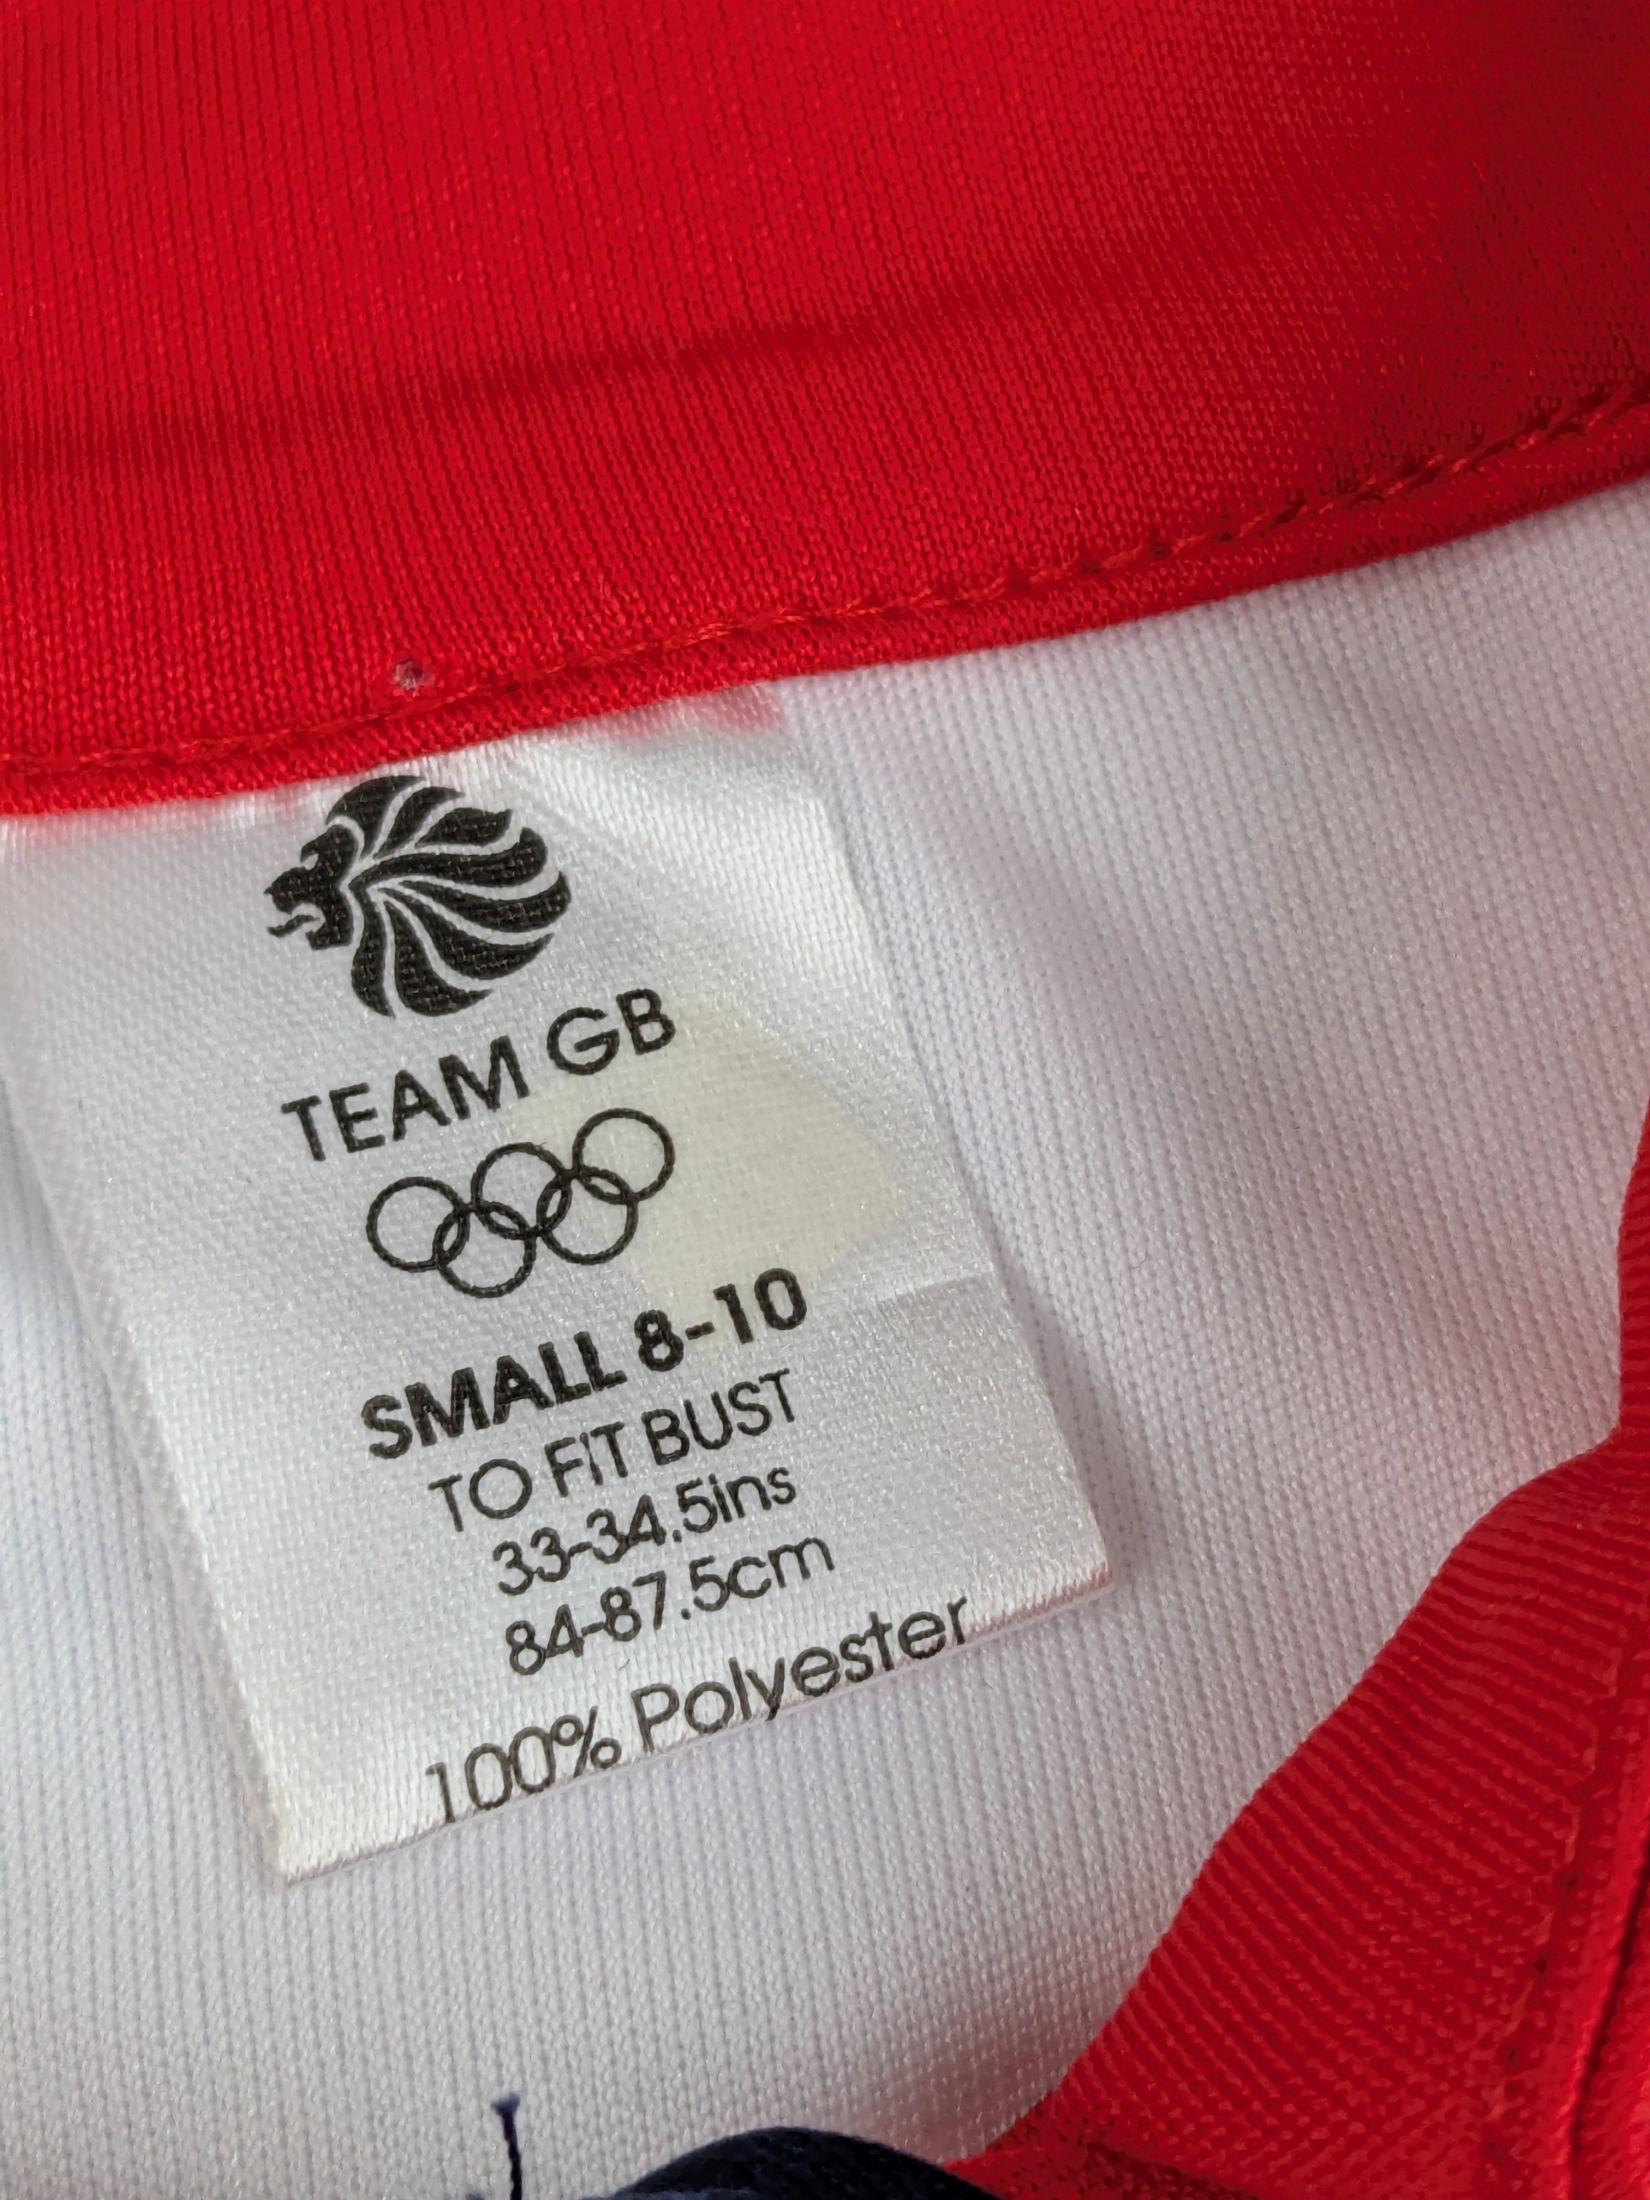 TEAM GB
SMALL 8-10
TO FIT BUST
33-34.5ins
84-87.5cm
100% Polyester